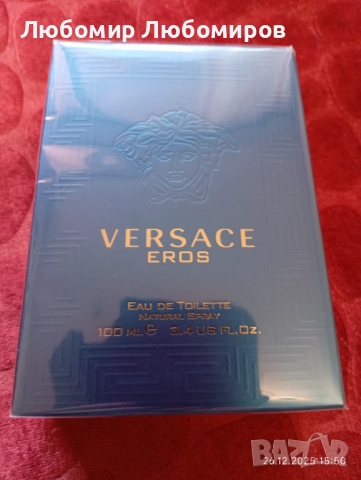 Любомир Любомиров
VERSACE
EROS
EAU DE TOILETTE
NATURAL SPRAY
100 ML ℮ 3.4 US FL.OZ.
BAZAR
26.12.2025 15:50